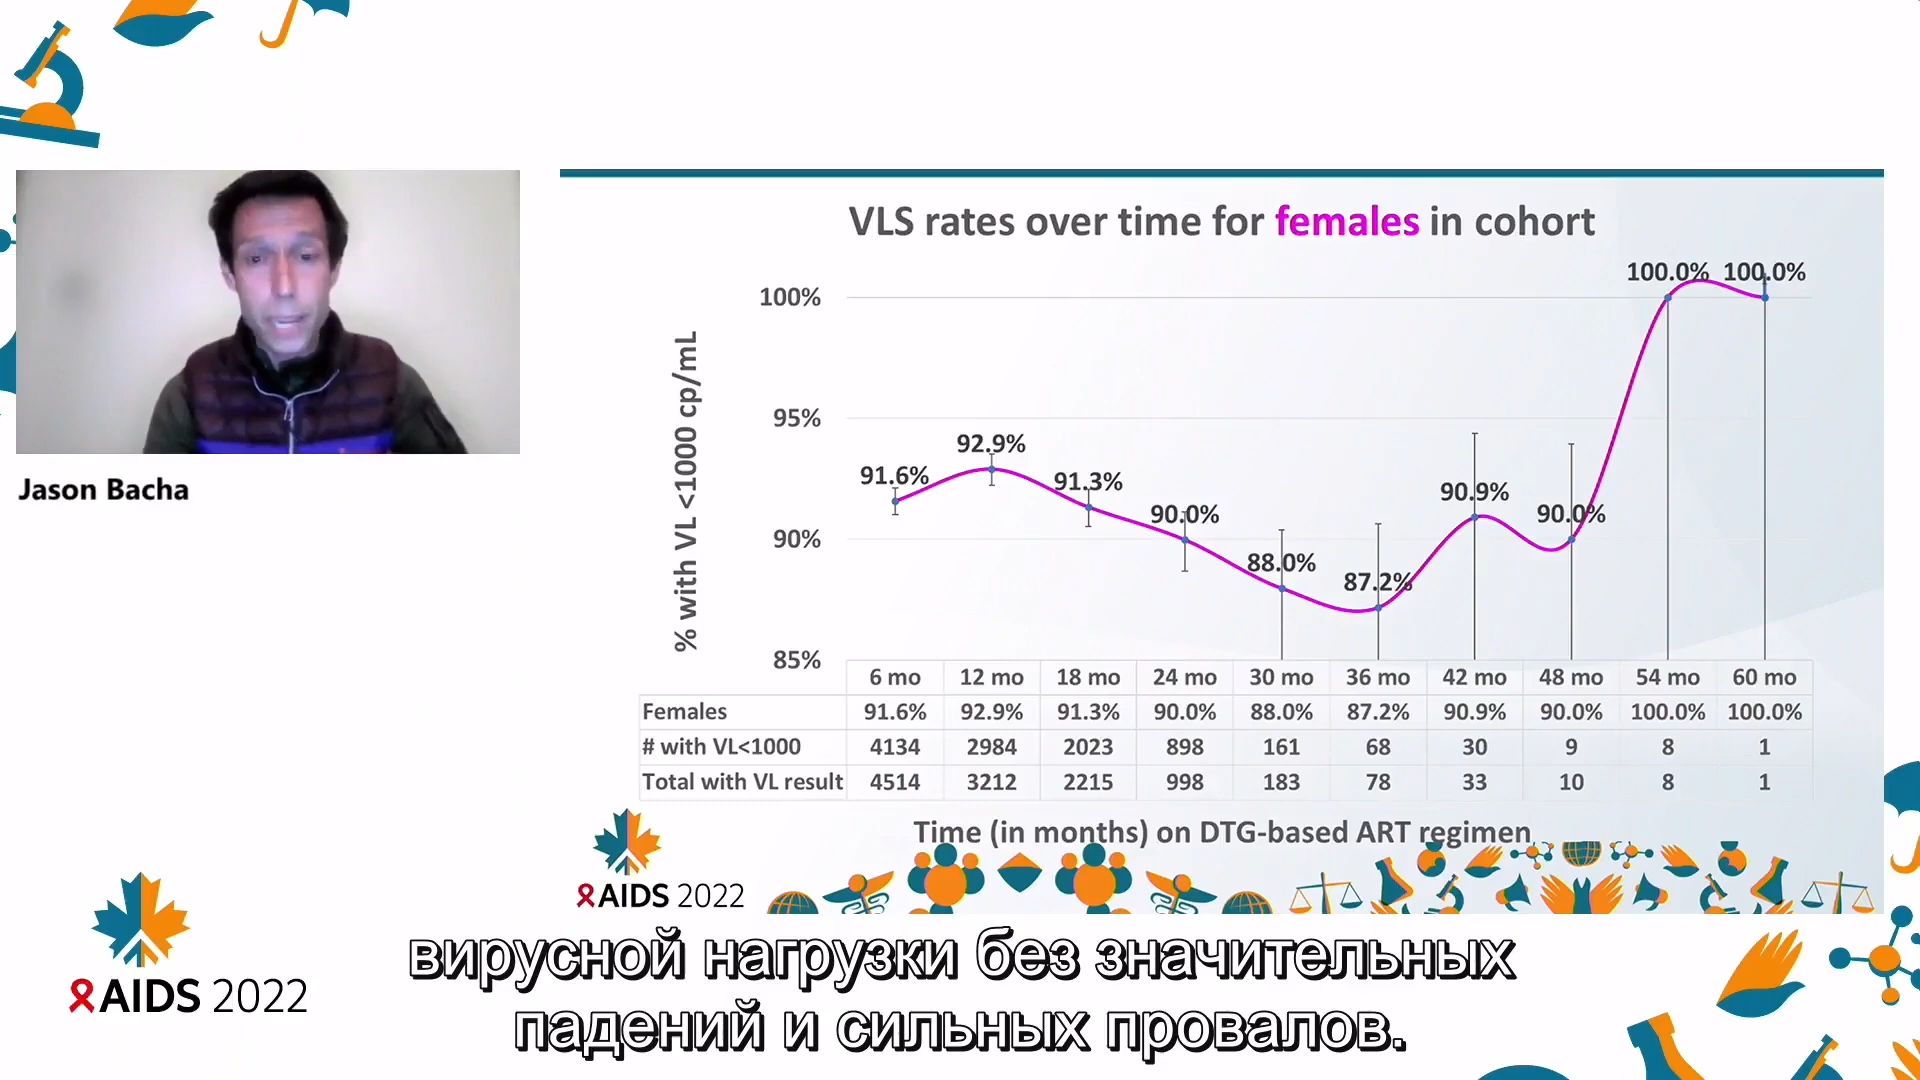 VLS rates over time for females in cohort
100.0% 100.0%
100%
95%
90%
85%
% with VL <1000 cp/mL
91.6% 92.9% 91.3% 90.0% 88.0% 87.2% 90.9% 90.0%
6 mo 12 mo 18 mo 24 mo 30 mo 36 mo 42 mo 48 mo 54 mo 60 mo
Females 91.6% 92.9% 91.3% 90.0% 88.0% 87.2% 90.9% 90.0% 100.0% 100.0%
# with VL<1000 4134 2984 2023 898 161 68 30 9 8 1
Total with VL result 4514 3212 2215 998 183 78 33 10 8 1
Time (in months) on DTG-based ART regimen
AIDS 2022
Jason Bacha
AIDS 2022
вирусной нагрузки без значительных
падений и сильных провалов.